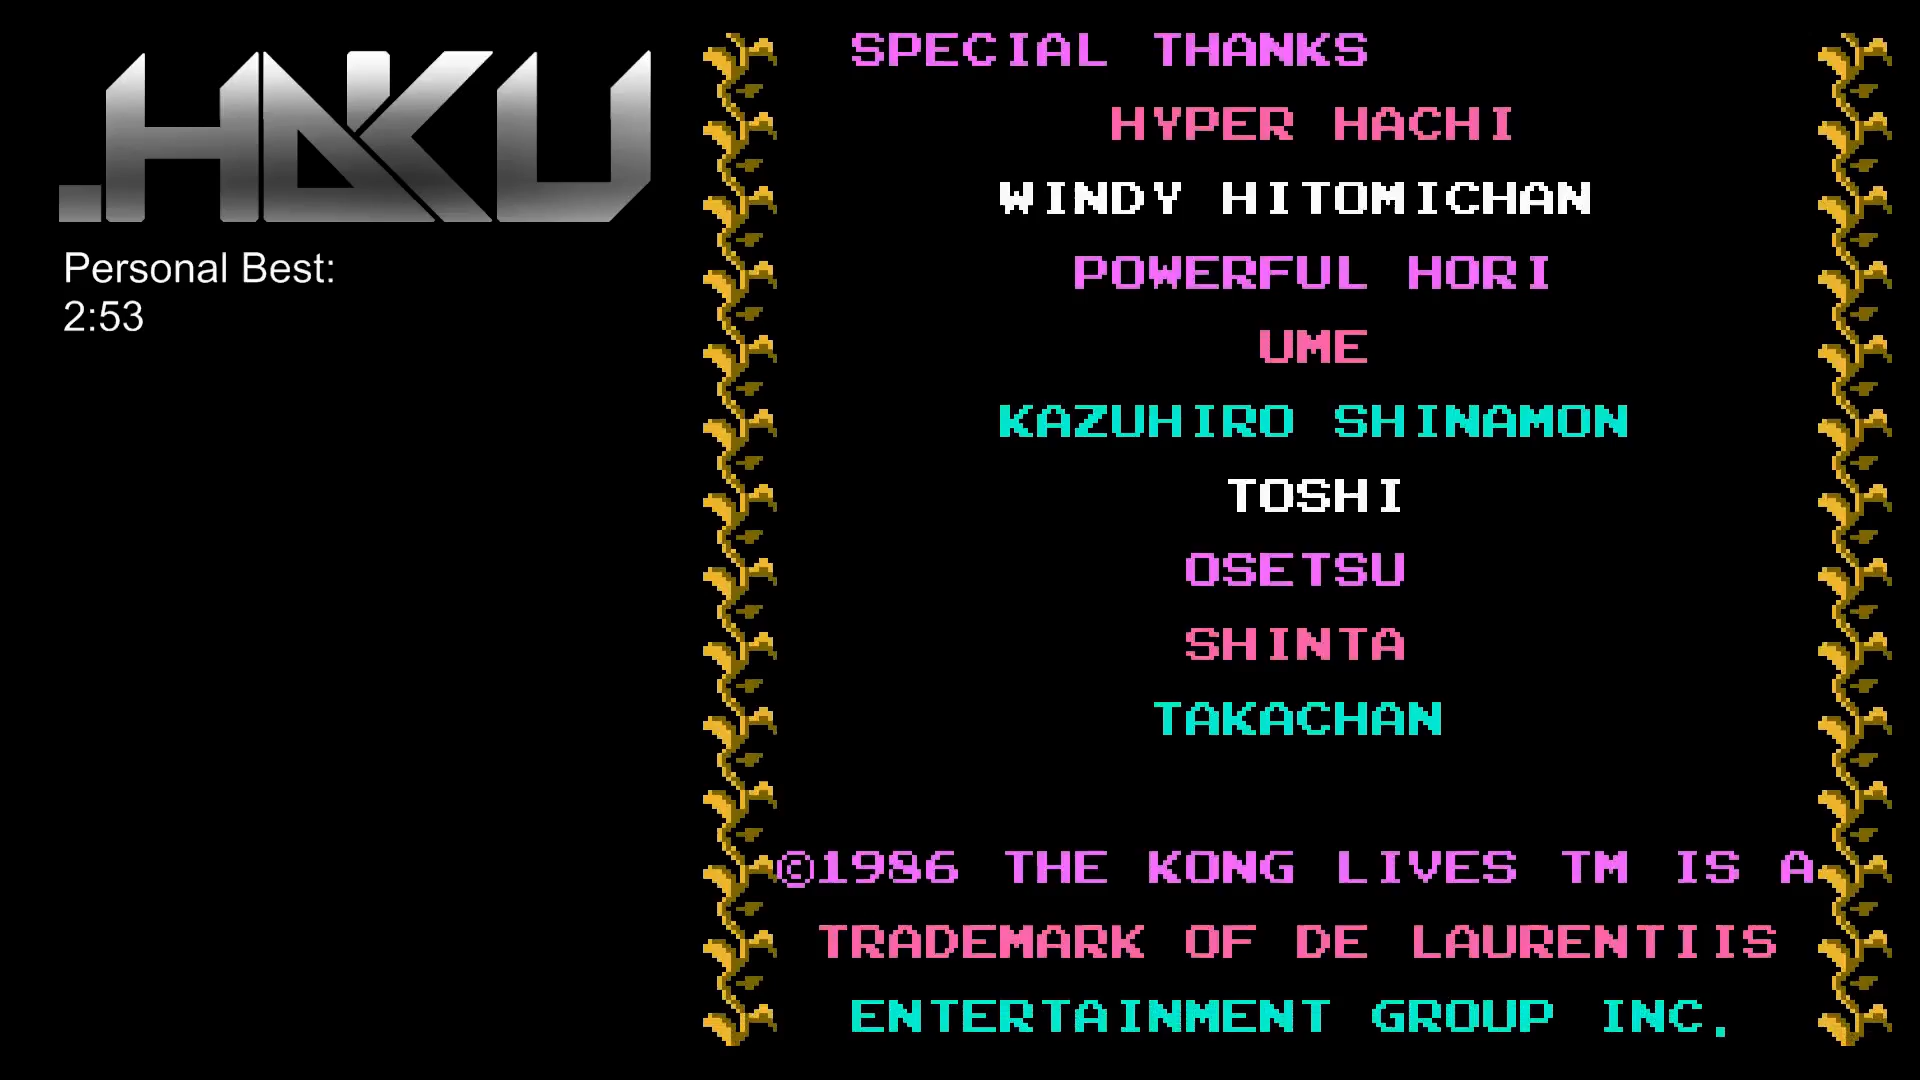 .HAKU
Personal Best:
2:53
SPECIAL THANKS
HYPER HACHI
WINDY HITOMICHAN
POWERFUL HORI
UME
KAZUHIRO SHINAMON
TOSHI
OSETSU
SHINTA
TAKACHAN
©1986 THE KONG LIVES TM IS A
TRADEMARK OF DE LAURENTIIS
ENTERTAINMENT GROUP INC.